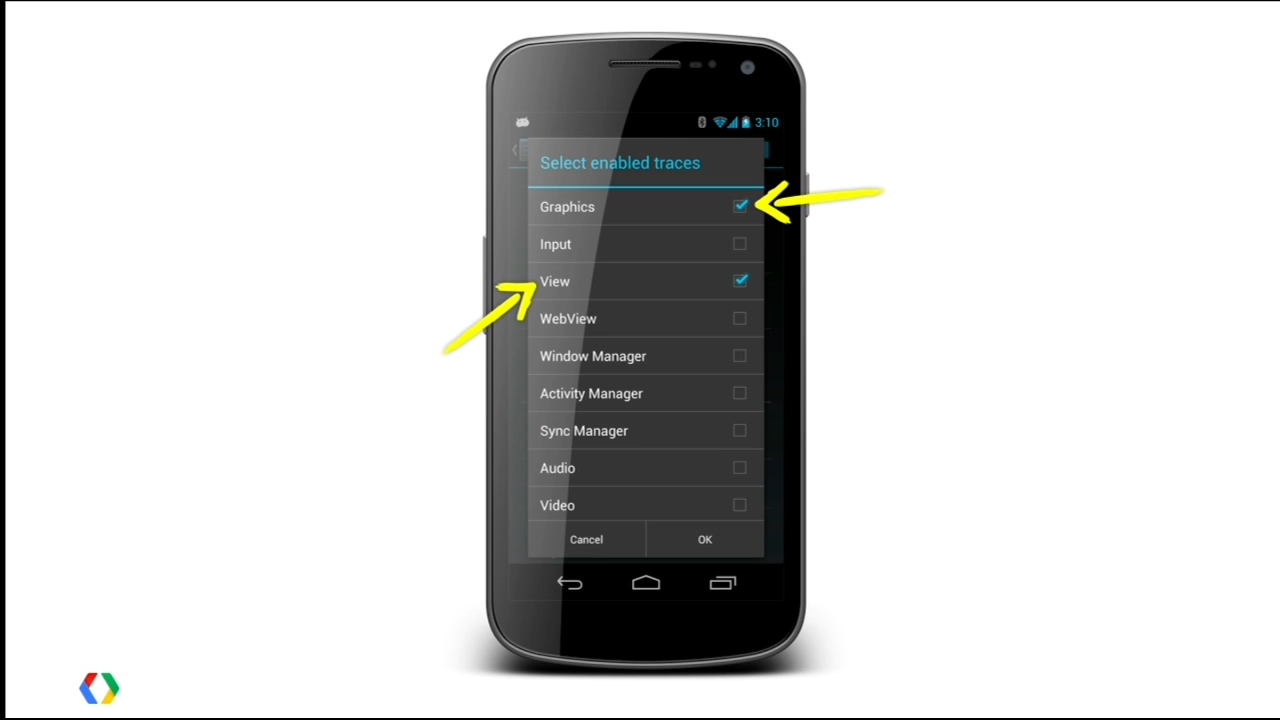 3:10
Select enabled traces
Graphics
Input
View
WebView
Window Manager
Activity Manager
Sync Manager
Audio
Video
Cancel OK